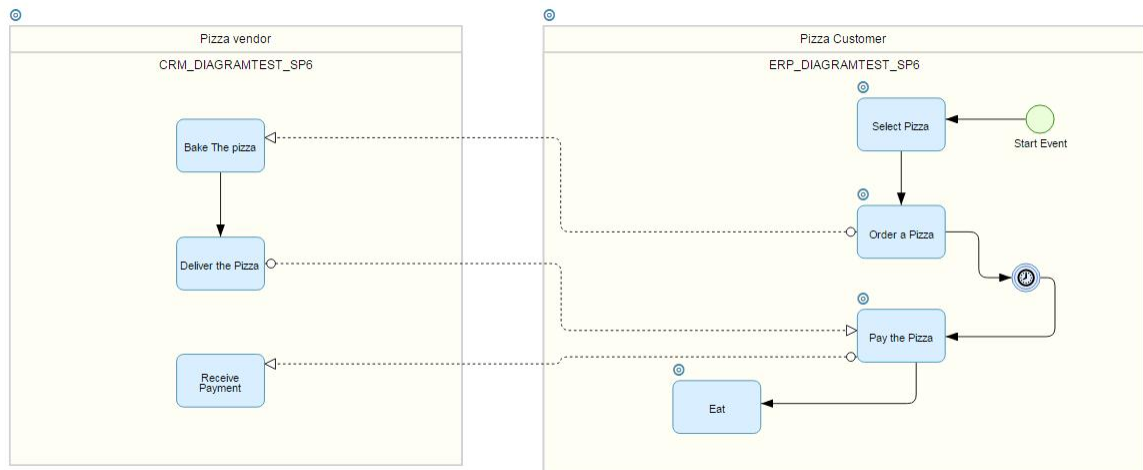 Pizza vendor
CRM_DIAGRAMTEST_SP6
Bake The pizza
Deliver the Pizza
Receive
Payment
Pizza Customer
ERP_DIAGRAMTEST_SP6
Select Pizza
Start Event
Order a Pizza
Pay the Pizza
Eat